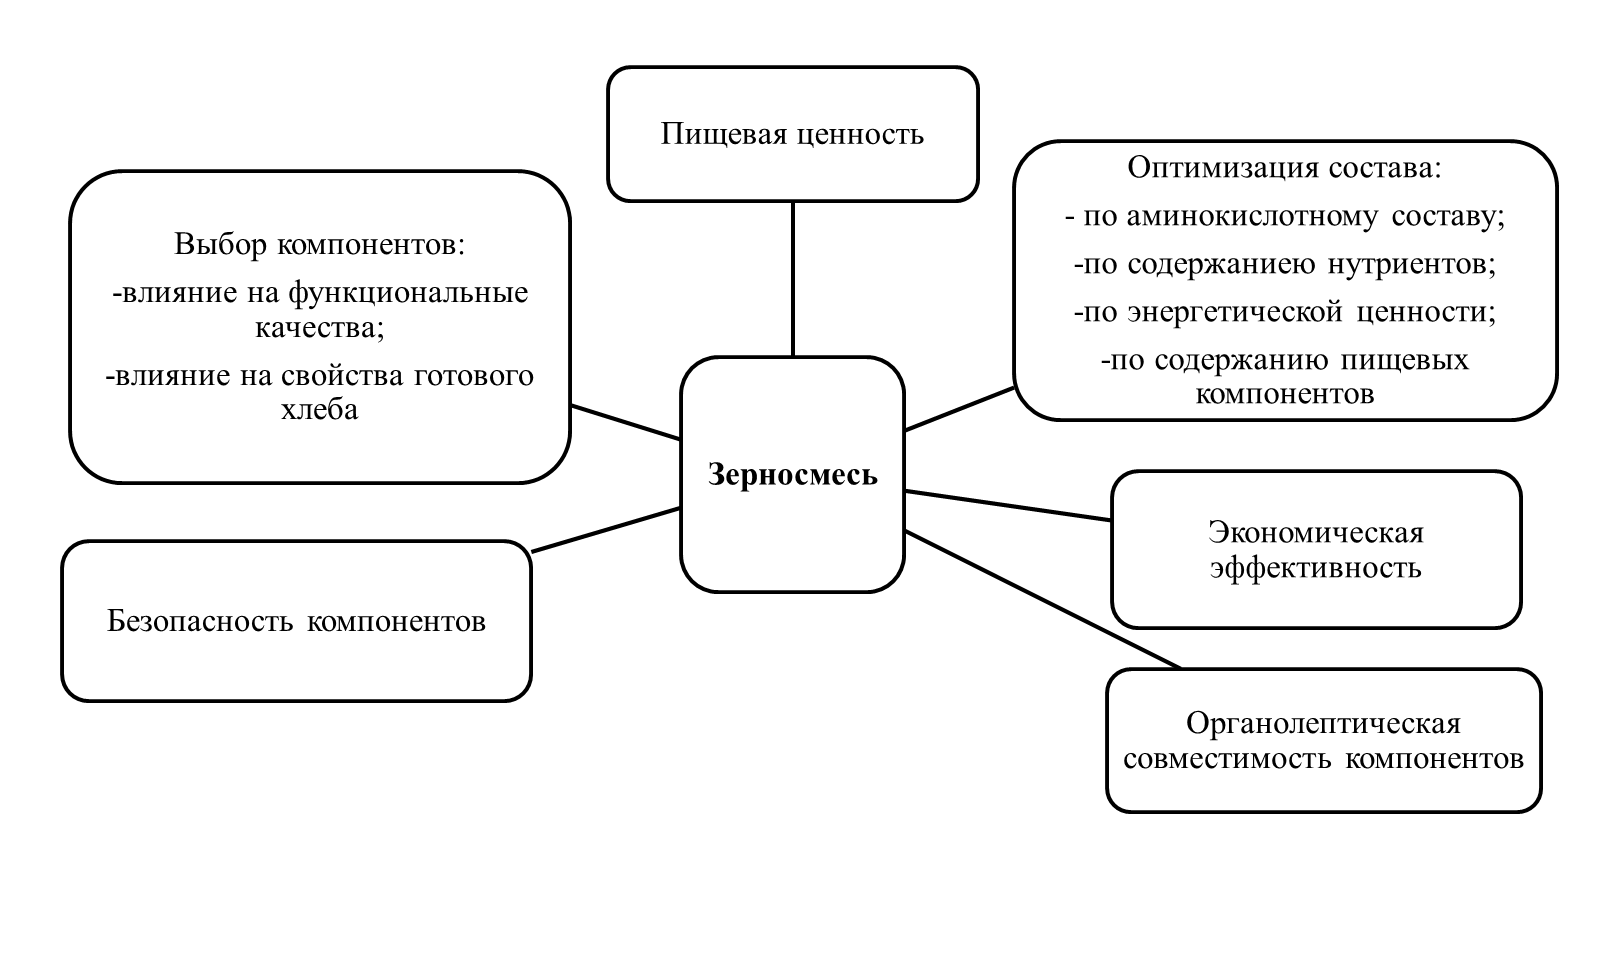 Пищевая ценность
Выбор компонентов:
-влияние на функциональные
качества;
-влияние на свойства готового
хлеба
Оптимизация состава:
- по аминокислотному составу;
-по содержаниею нутриентов;
-по энергетической ценности;
-по содержанию пищевых
компонентов
Зерносмесь
Безопасность компонентов
Экономическая
эффективность
Органолептическая
совместимость компонентов